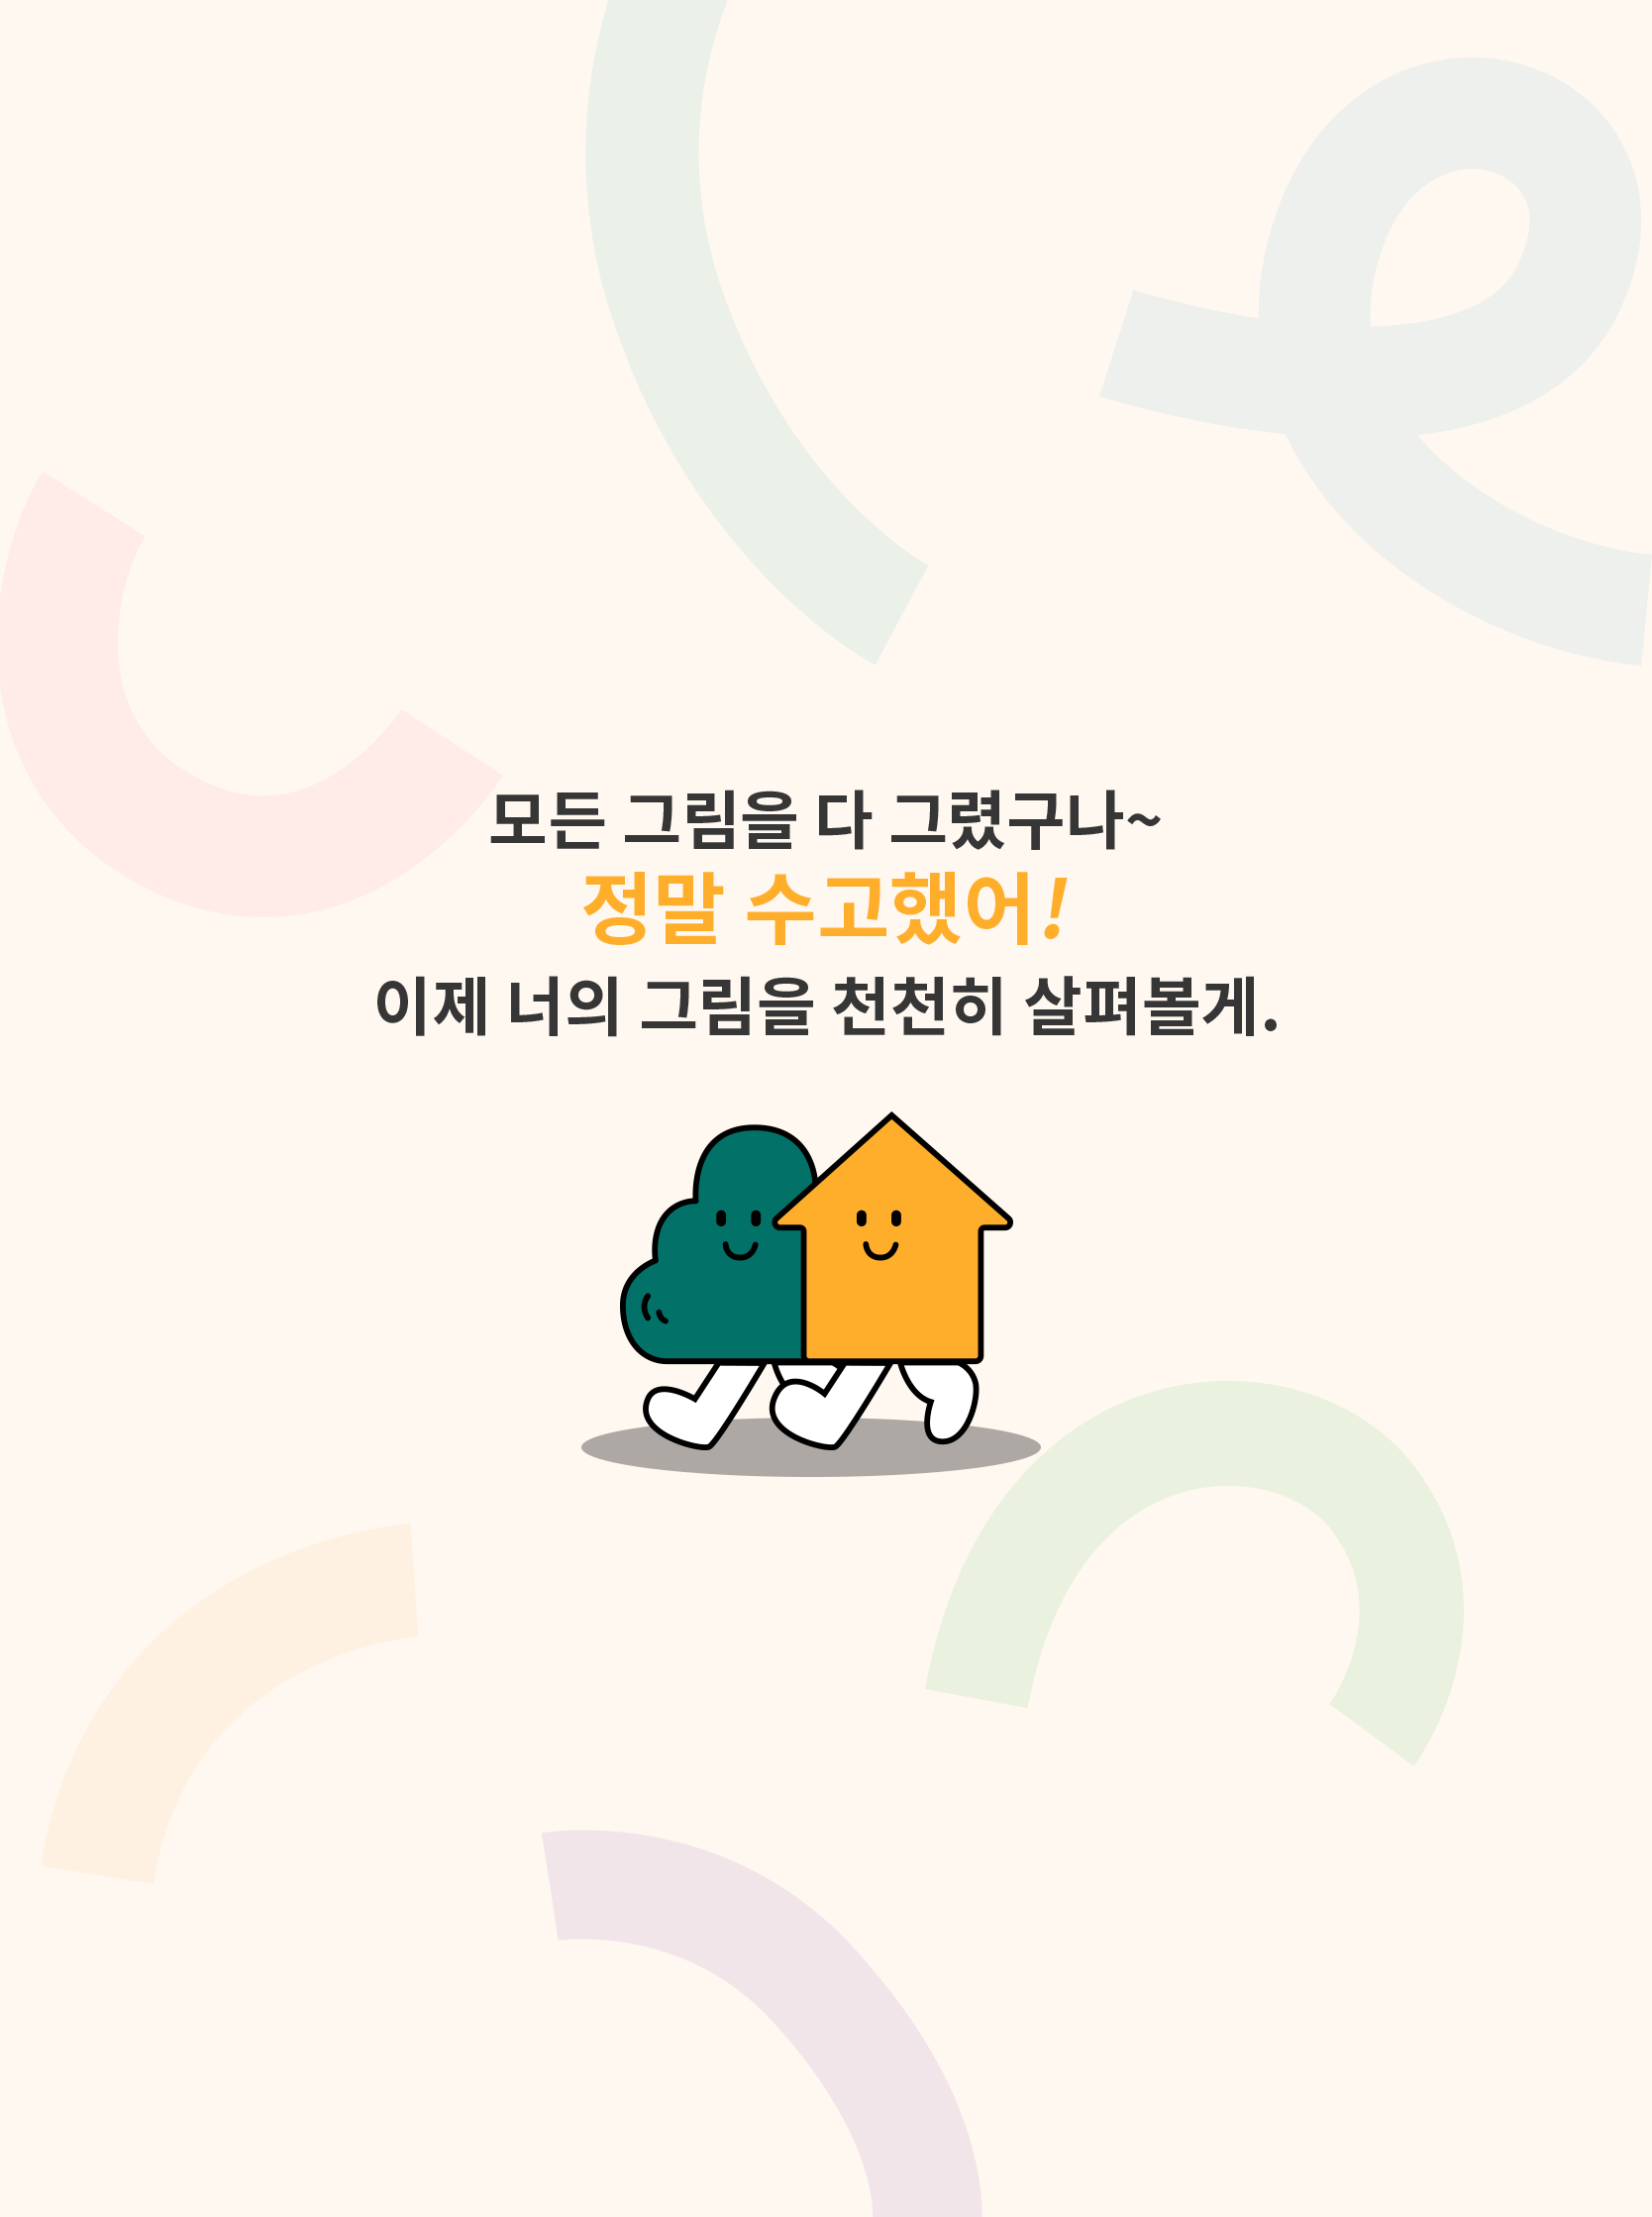 모든 그림을 다 그렸구나~
정말 수고했어!
이제 너의 그림을 천천히 살펴볼게.